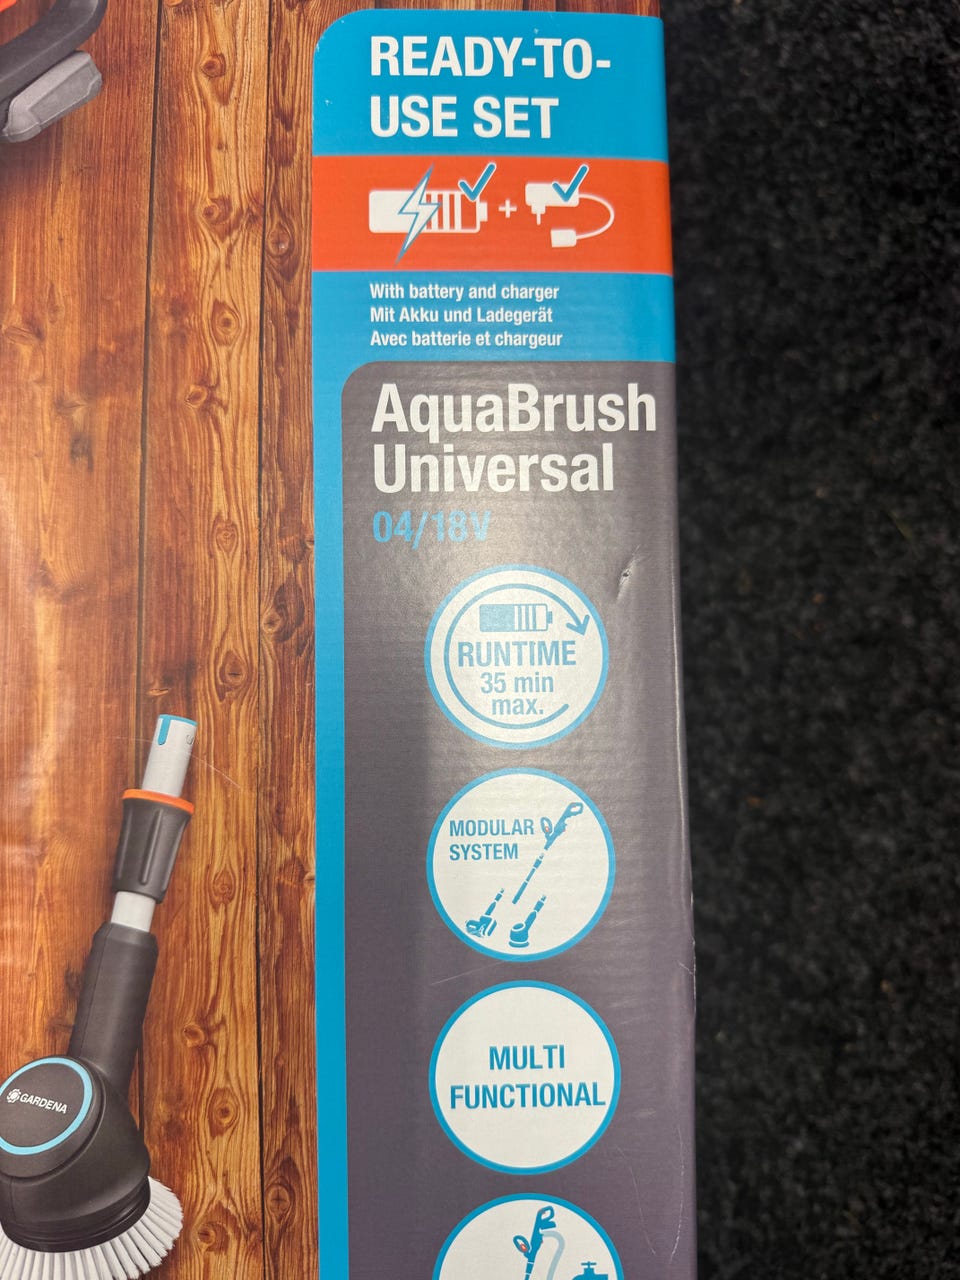 READY-TO-
USE SET
+
With battery and charger
Mit Akku und Ladegerät
Avec batterie et chargeur
AquaBrush
Universal
04/18V
RUNTIME
35 min
max.
MODULAR
SYSTEM
MULTI
FUNCTIONAL
GARDENA